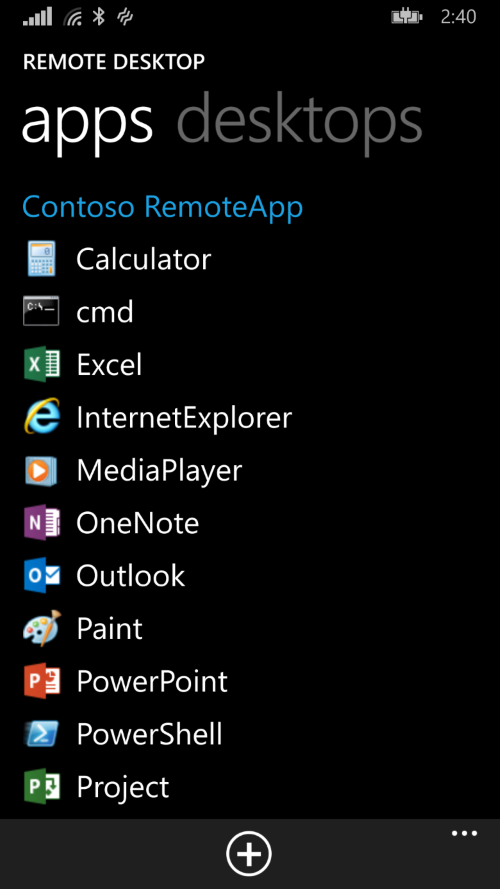 2:40
REMOTE DESKTOP
apps desktops
Contoso RemoteApp
Calculator
C:\_
cmd
Excel
InternetExplorer
MediaPlayer
OneNote
Outlook
Paint
PowerPoint
PowerShell
Project